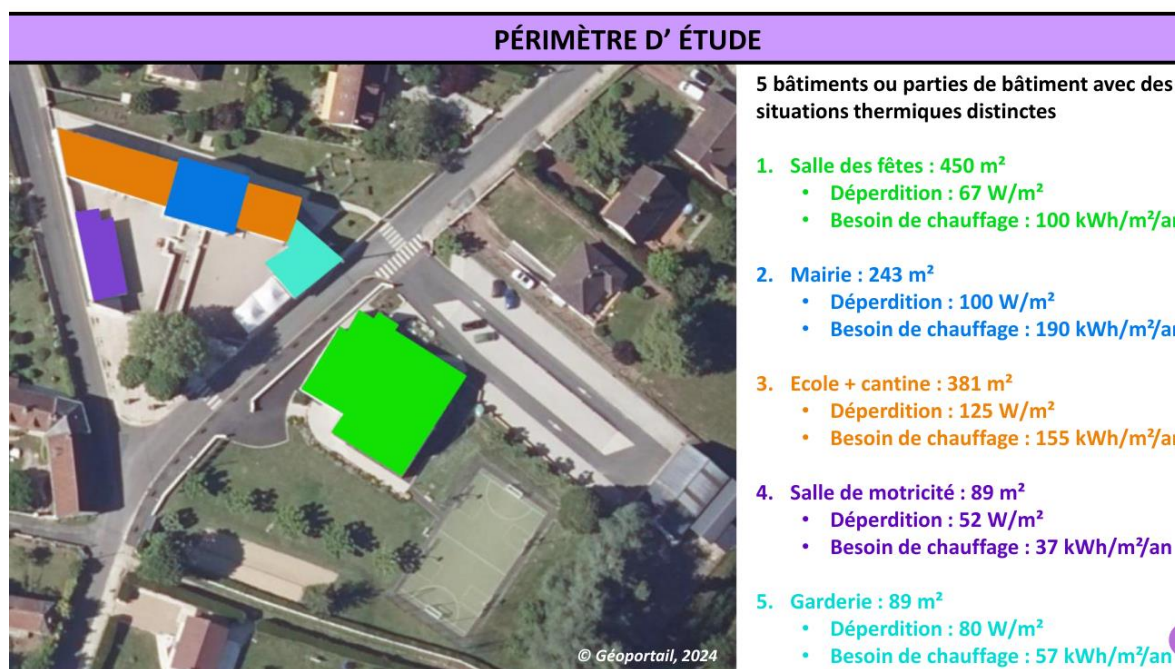 PÉRIMÈTRE D’ ÉTUDE
5 bâtiments ou parties de bâtiment avec des
situations thermiques distinctes
1. Salle des fêtes : 450 m²
• Déperdition : 67 W/m²
• Besoin de chauffage : 100 kWh/m²/an
2. Mairie : 243 m²
• Déperdition : 100 W/m²
• Besoin de chauffage : 190 kWh/m²/an
3. Ecole + cantine : 381 m²
• Déperdition : 125 W/m²
• Besoin de chauffage : 155 kWh/m²/an
4. Salle de motricité : 89 m²
• Déperdition : 52 W/m²
• Besoin de chauffage : 37 kWh/m²/an
5. Garderie : 89 m²
• Déperdition : 80 W/m²
• Besoin de chauffage : 57 kWh/m²/an
© Géoportail, 2024